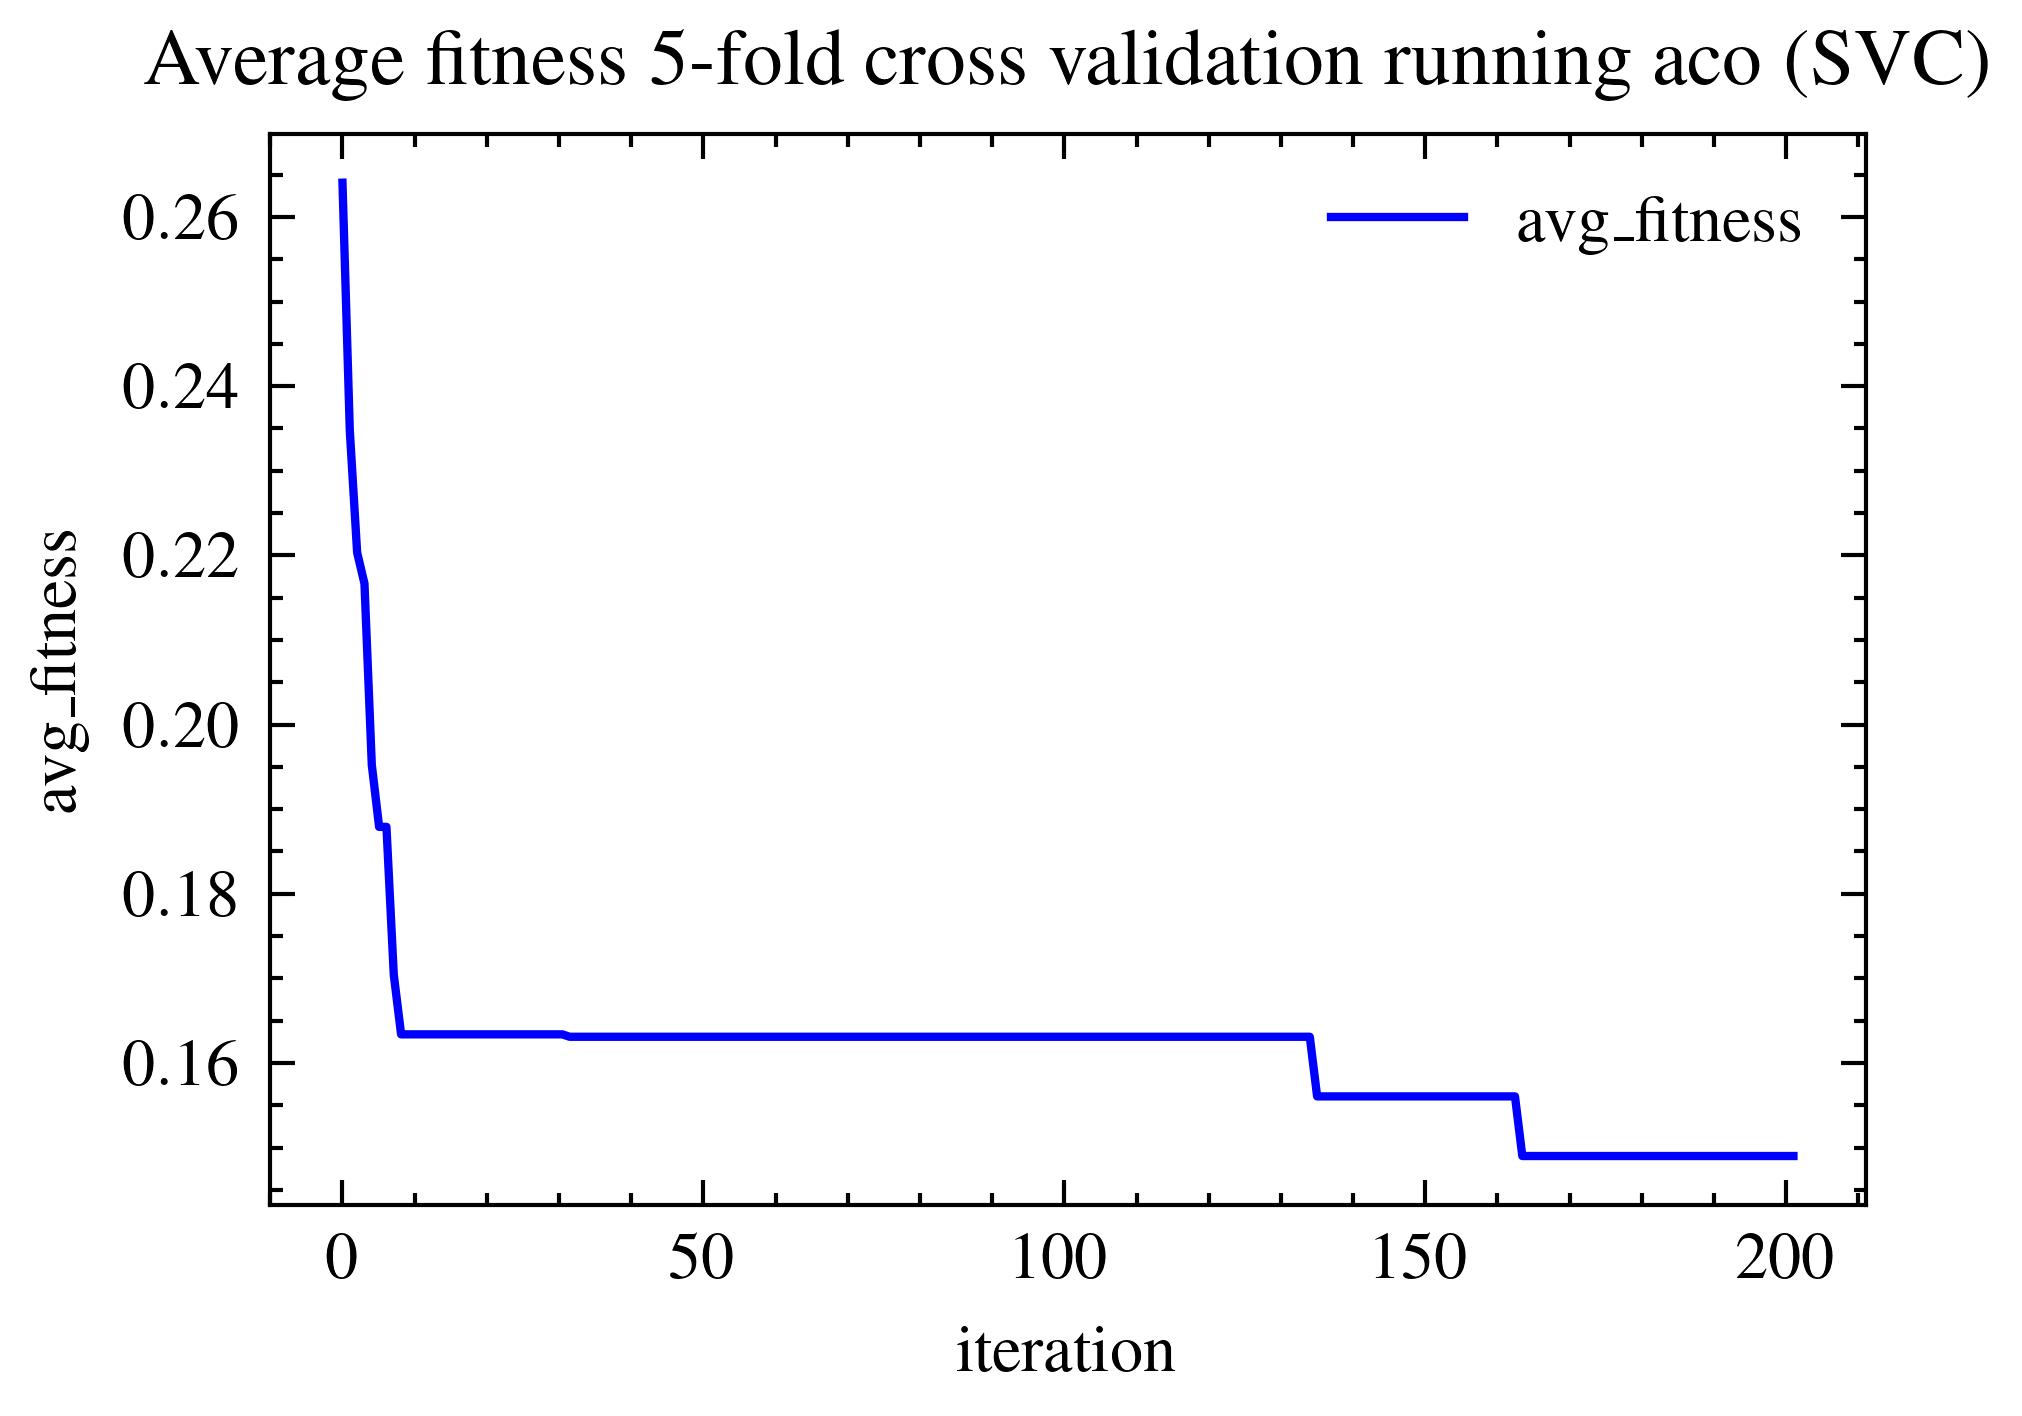 Average fitness 5-fold cross validation running aco (SVC)
avg_fitness
0.26
0.24
0.22
0.20
0.18
0.16
avg_fitness
0 50 100 150 200
iteration